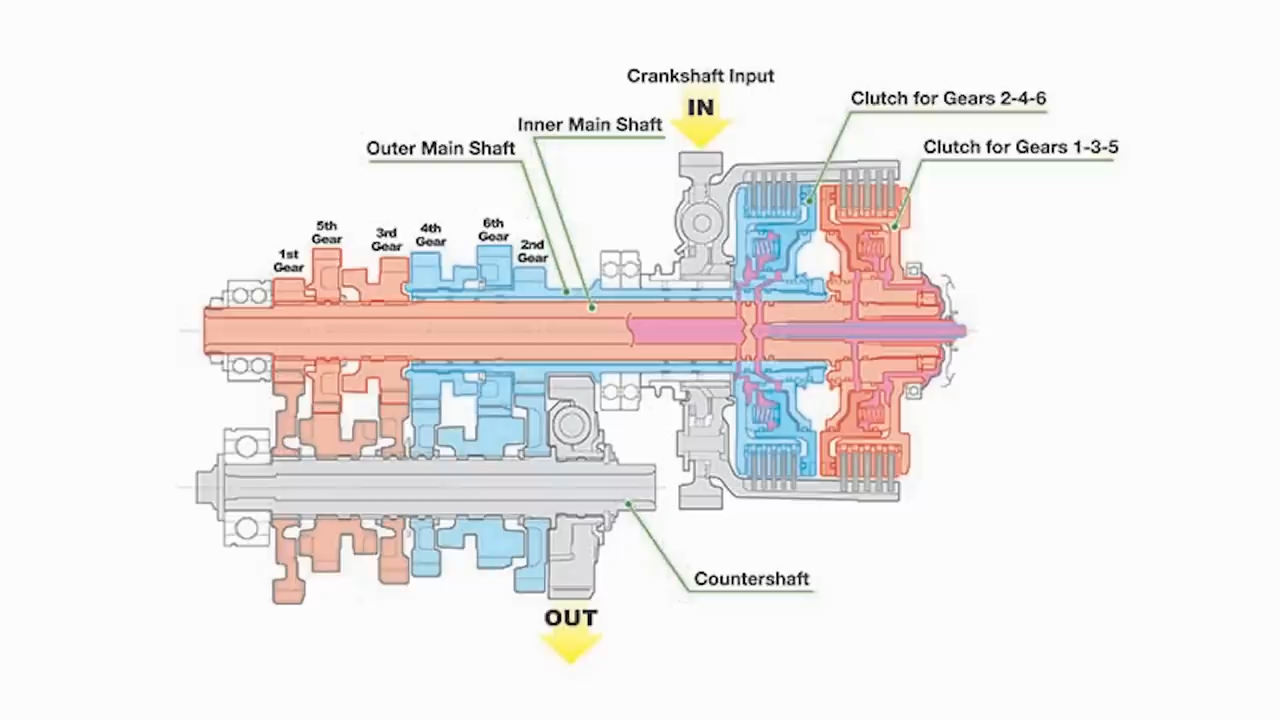 Crankshaft Input
IN
Clutch for Gears 2-4-6
Inner Main Shaft
Clutch for Gears 1-3-5
Outer Main Shaft
5th
Gear
3rd
Gear
4th
Gear
6th
Gear
2nd
Gear
1st
Gear
Countershaft
OUT